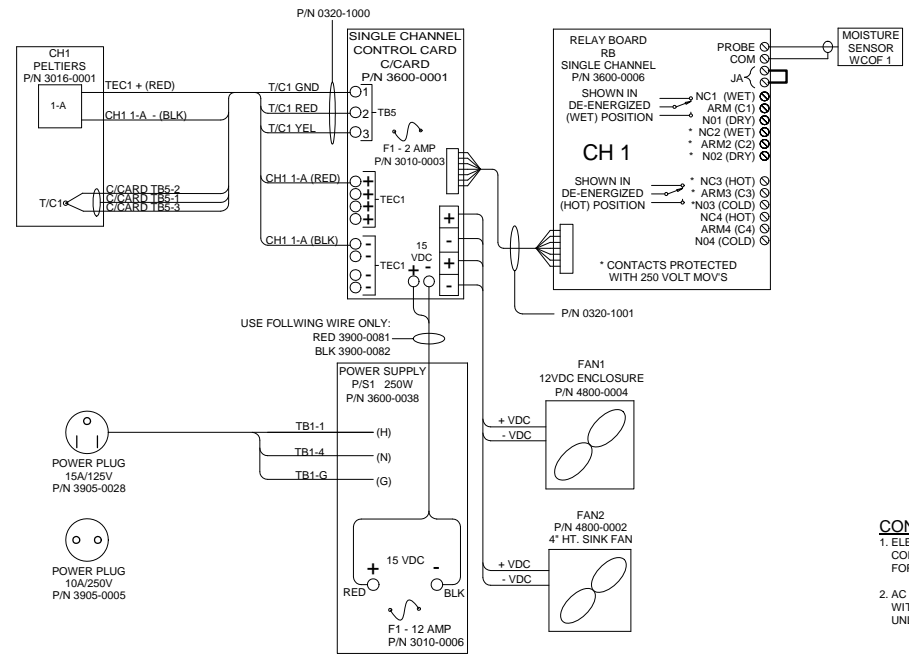 P/N 0320-1000
CH1
PELTIERS
P/N 3016-0001
1-A
TEC1 + (RED)
CH1 1-A - (BLK)
T/C1
C/CARD TB5-2
C/CARD TB5-1
C/CARD TB5-3
SINGLE CHANNEL
CONTROL CARD
C/CARD
P/N 3600-0001
T/C1 GND
T/C1 RED
T/C1 YEL
1
2
3
TB5
F1 - 2 AMP
P/N 3010-0003
CH1 1-A (RED)
+
+
+
+
TEC1
CH1 1-A (BLK)
-
-
-
-
TEC1
15
VDC
+ -
+
-
+
-
RELAY BOARD
RB
SINGLE CHANNEL
P/N 3600-0006
SHOWN IN
DE-ENERGIZED
(WET) POSITION
CH 1
SHOWN IN
DE-ENERGIZED
(HOT) POSITION
PROBE
COM
JA
NC1 (WET)
ARM (C1)
N01 (DRY)
* NC2 (WET)
* ARM2 (C2)
* N02 (DRY)
* NC3 (HOT)
* ARM3 (C3)
*N03 (COLD)
NC4 (HOT)
ARM4 (C4)
N04 (COLD)
* CONTACTS PROTECTED
WITH 250 VOLT MOV'S
MOISTURE
SENSOR
WCOF 1
P/N 0320-1001
USE FOLLWING WIRE ONLY:
RED 3900-0081
BLK 3900-0082
POWER SUPPLY
P/S1 250W
P/N 3600-0038
TB1-1
(H)
TB1-4
(N)
TB1-G
(G)
15 VDC
+ -
RED
BLK
F1 - 12 AMP
P/N 3010-0006
POWER PLUG
15A/125V
P/N 3905-0028
POWER PLUG
10A/250V
P/N 3905-0005
FAN1
12VDC ENCLOSURE
P/N 4800-0004
+ VDC
- VDC
FAN2
P/N 4800-0002
4" HT. SINK FAN
+ VDC
- VDC
CON
1. ELE
CO
FOR
2. AC
WIT
UNL